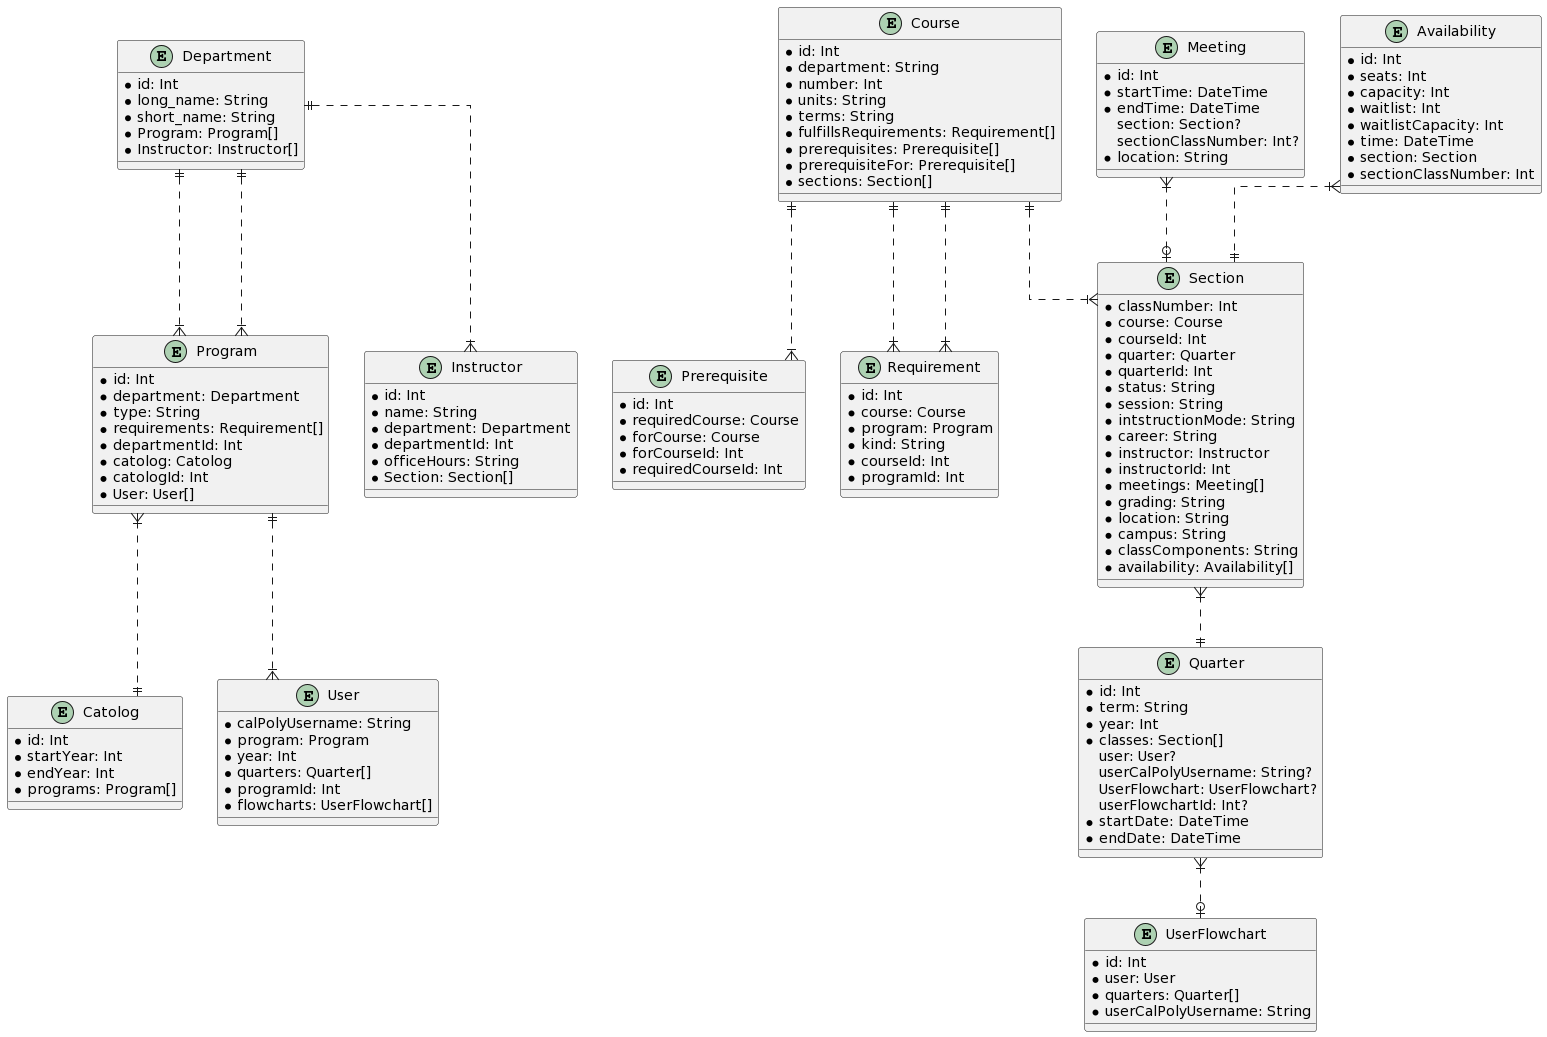 E Department
id: Int
long_name: String
short_name: String
Program: Program[]
Instructor: Instructor[]
E Course
id: Int
department: String
number: Int
units: String
terms: String
fulfillsRequirements: Requirement[]
prerequisites: Prerequisite[]
prerequisiteFor: Prerequisite[]
sections: Section[]
E Meeting
id: Int
startTime: DateTime
endTime: DateTime
section: Section?
sectionClassNumber: Int?
location: String
E Availability
id: Int
seats: Int
capacity: Int
waitlist: Int
waitlistCapacity: Int
time: DateTime
section: Section
sectionClassNumber: Int
E Program
id: Int
department: Department
type: String
requirements: Requirement[]
departmentId: Int
catolog: Catolog
catologId: Int
User: User[]
E Instructor
id: Int
name: String
department: Department
departmentId: Int
officeHours: String
Section: Section[]
E Prerequisite
id: Int
requiredCourse: Course
forCourse: Course
forCourseId: Int
requiredCourseId: Int
E Requirement
id: Int
course: Course
program: Program
kind: String
courseId: Int
programId: Int
E Section
classNumber: Int
course: Course
courseId: Int
quarter: Quarter
quarterId: Int
status: String
session: String
intstructionMode: String
career: String
instructor: Instructor
instructorId: Int
meetings: Meeting[]
grading: String
location: String
campus: String
classComponents: String
availability: Availability[]
E Catolog
id: Int
startYear: Int
endYear: Int
programs: Program[]
E User
calPolyUsername: String
program: Program
year: Int
quarters: Quarter[]
programId: Int
flowcharts: UserFlowchart[]
E Quarter
id: Int
term: String
year: Int
classes: Section[]
user: User?
userCalPolyUsername: String?
UserFlowchart: UserFlowchart?
userFlowchartId: Int?
startDate: DateTime
endDate: DateTime
E UserFlowchart
id: Int
user: User
quarters: Quarter[]
userCalPolyUsername: String